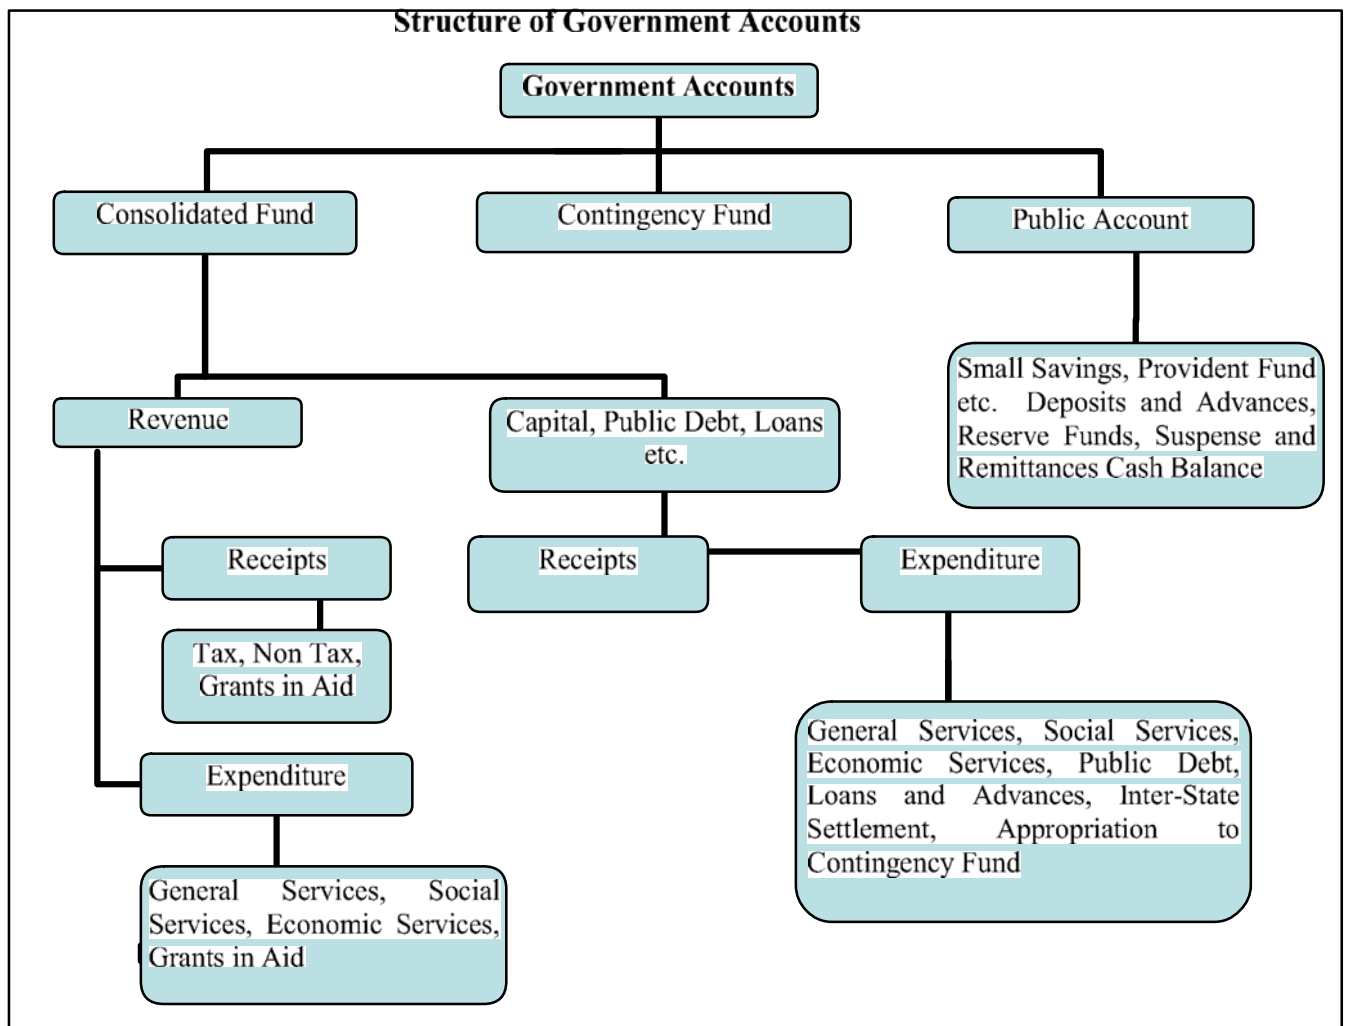 Structure of Government Accounts
Government Accounts
Consolidated Fund
Contingency Fund
Public Account
Small Savings, Provident Fund
etc. Deposits and Advances,
Reserve Funds, Suspense and
Remittances Cash Balance
Revenue
Capital, Public Debt, Loans
etc.
Receipts
Receipts
Expenditure
Tax, Non Tax,
Grants in Aid
General Services, Social Services,
Economic Services, Public Debt,
Loans and Advances, Inter-State
Settlement, Appropriation to
Contingency Fund
Expenditure
General Services, Social
Services, Economic Services,
Grants in Aid